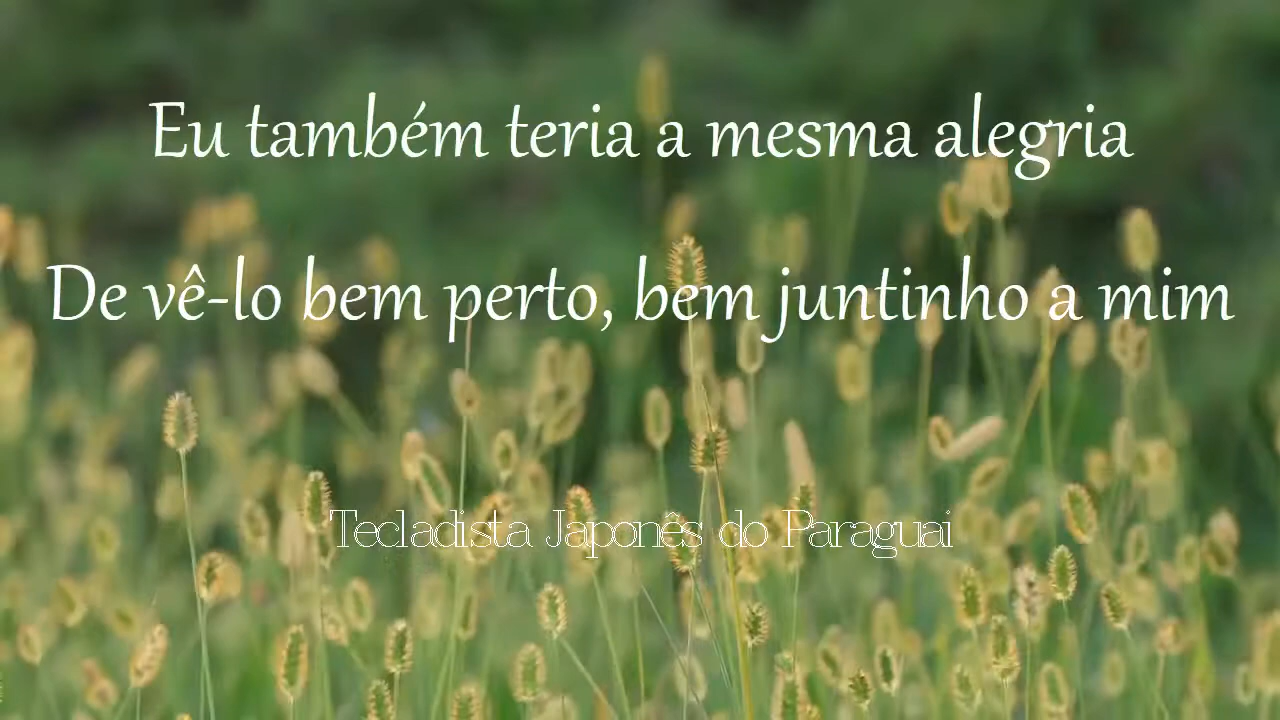 Eu também teria a mesma alegria
De vê-lo bem perto, bem juntinho a mim
Tecladista Japonês do Paraguai